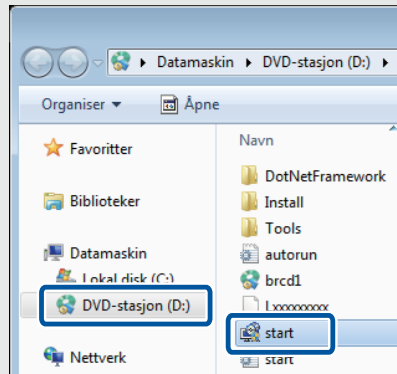 Datamaskin ▸ DVD-stasjon (D:) ▸
Organiser ▼ Åpne
Favoritter
Biblioteker
Datamaskin
Lokal disk (C:)
DVD-stasjon (D:)
Nettverk
Navn
DotNetFramework
Install
Tools
autorun
brcd1
Lxxxxxxxx
start
start